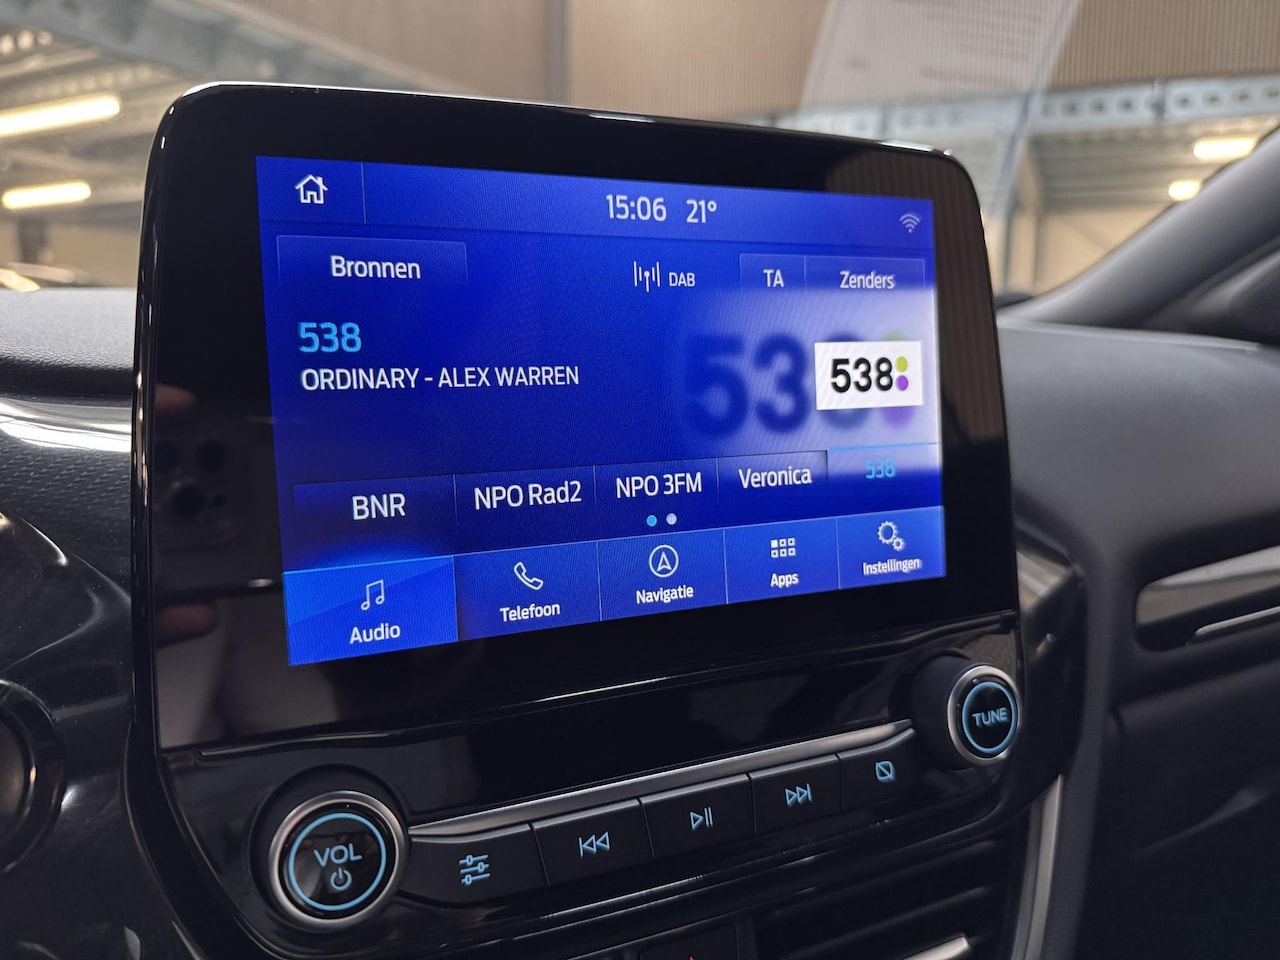 15:06 21°
Bronnen
DAB
TA
Zenders
538
ORDINARY - ALEX WARREN
538
538
BNR
NPO Rad2
NPO 3FM
Veronica
538
Audio
Telefoon
Navigatie
Apps
Instellingen
TUNE
VOL